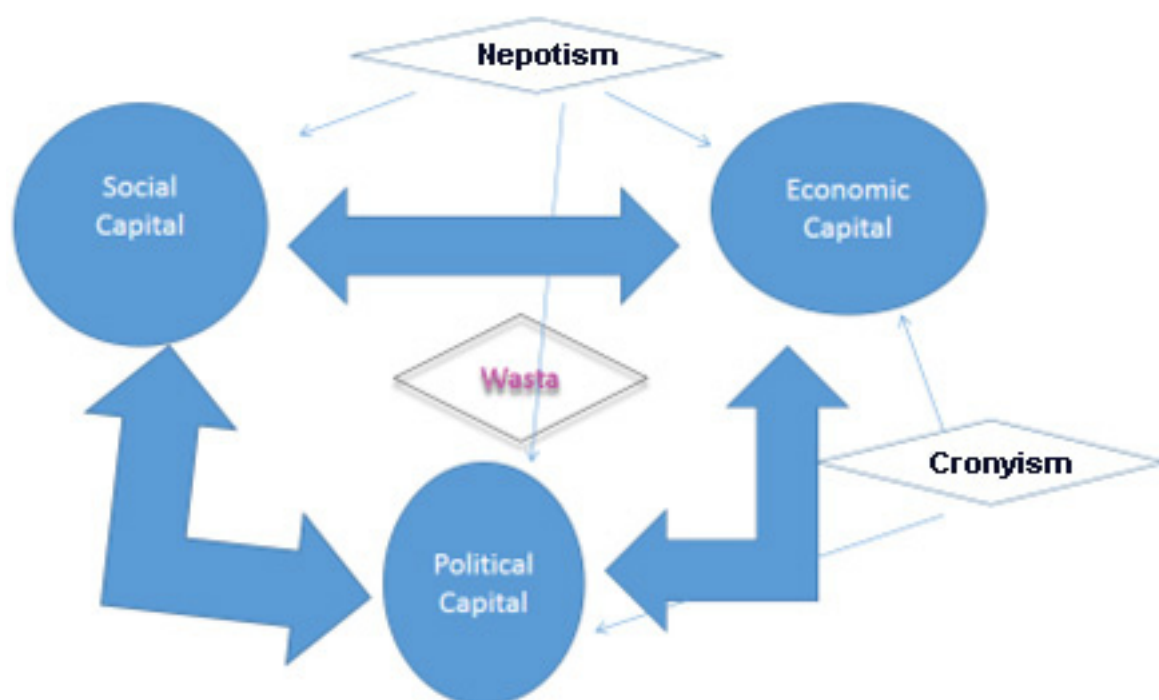 Nepotism
Social
Capital
Economic
Capital
Wasta
Cronyism
Political
Capital